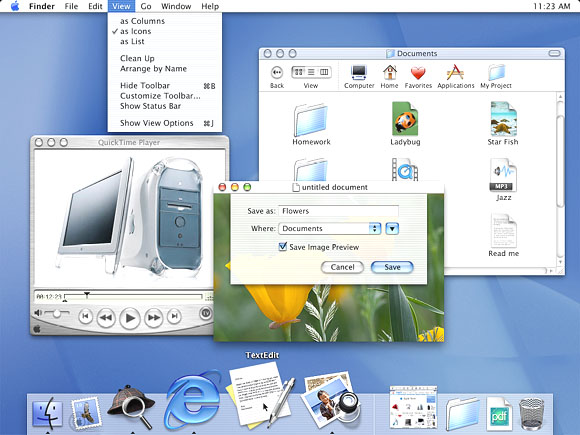 Finder File Edit View Go Window Help 11:23 AM
as Columns
as Icons
as List
Clean Up
Arrange by Name
Hide Toolbar ⌘B
Customize Toolbar...
Show Status Bar
Show View Options ⌘J
Documents
Back View Computer Home Favorites Applications My Project
Homework Ladybug Star Fish
MP3
Jazz
Read me
QuickTime Player
00:12:23
untitled document
Save as: Flowers
Where: Documents
Save Image Preview
Cancel Save
TextEdit
pdf